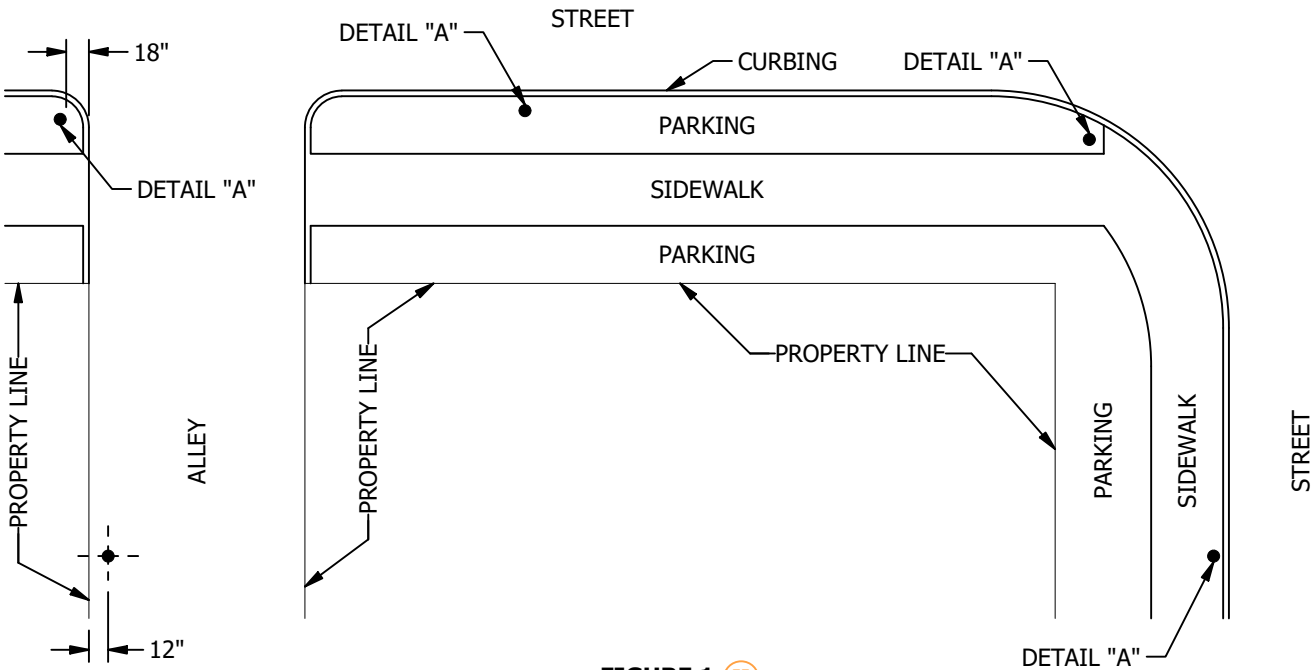 STREET
DETAIL "A"
18"
CURBING
DETAIL "A"
PARKING
DETAIL "A"
SIDEWALK
PARKING
PROPERTY LINE
PROPERTY LINE
PROPERTY LINE
ALLEY
PARKING
SIDEWALK
STREET
12"
DETAIL "A"
FIGURE 1